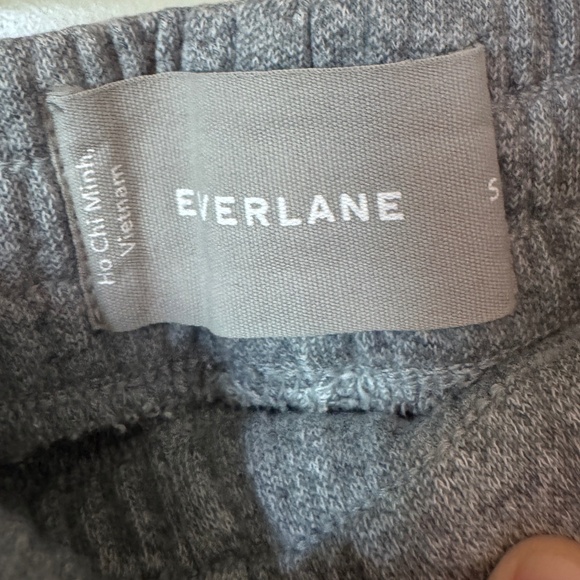 Ho Chi Minh,
Vietnam
EVERLANE
S